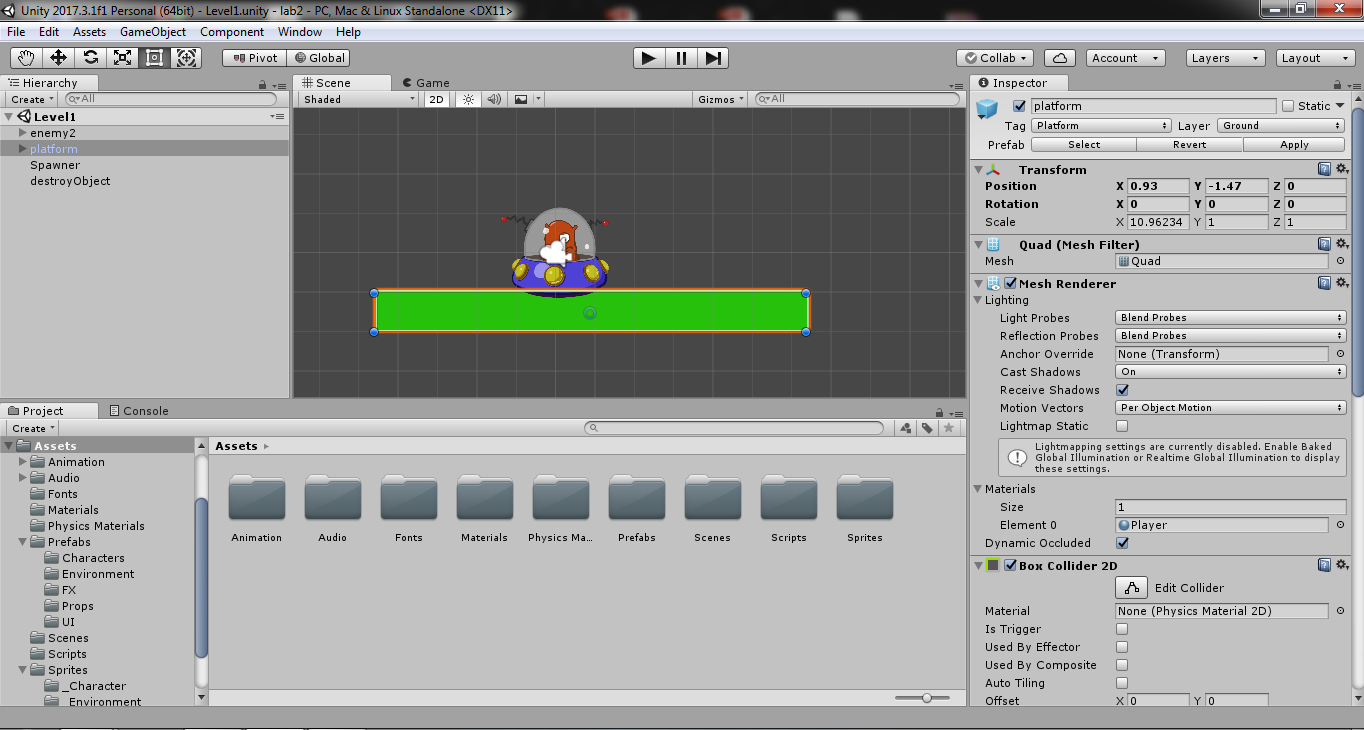 Unity 2017.3.1f1 Personal (64bit) - Level1.unity - lab2 - PC, Mac & Linux Standalone <DX11>
File Edit Assets GameObject Component Window Help
Pivot Global Collab Account Layers Layout
Hierarchy
Create All
Level1
enemy2
platform
Spawner
destroyObject
Scene Game
Shaded 2D Gizmos All
Inspector
platform Static
Tag Platform Layer Ground
Prefab Select Revert Apply
Transform
Position X 0.93 Y -1.47 Z 0
Rotation X 0 Y 0 Z 0
Scale X 10.96234 Y 1 Z 1
Quad (Mesh Filter)
Mesh Quad
Mesh Renderer
Lighting
Light Probes Blend Probes
Reflection Probes Blend Probes
Anchor Override None (Transform)
Cast Shadows On
Receive Shadows
Motion Vectors Per Object Motion
Lightmap Static
Lightmapping settings are currently disabled. Enable Baked
Global Illumination or Realtime Global Illumination to display
these settings.
Materials
Size 1
Element 0 Player
Dynamic Occluded
Box Collider 2D
Edit Collider
Material None (Physics Material 2D)
Is Trigger
Used By Effector
Used By Composite
Auto Tiling
Offset X 0 Y 0
Project Console
Create
Assets
Animation
Audio
Fonts
Materials
Physics Materials
Prefabs
Characters
Environment
FX
Props
UI
Scenes
Scripts
Sprites
_Character
_Environment
Assets
Animation Audio Fonts Materials Physics Ma... Prefabs Scenes Scripts Sprites